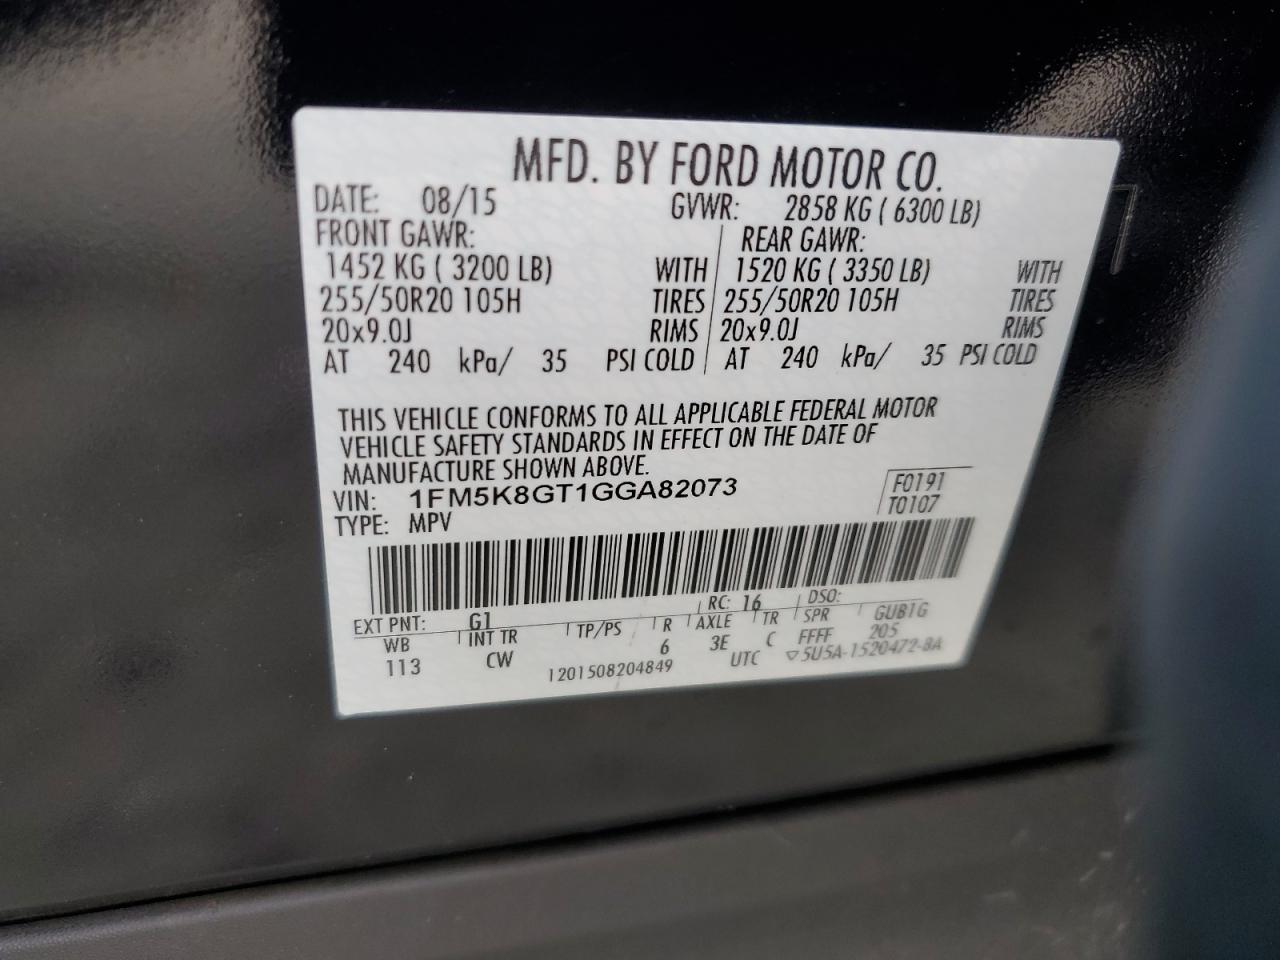 MFD. BY FORD MOTOR CO.
DATE: 08/15 GVWR: 2858 KG ( 6300 LB)
FRONT GAWR: REAR GAWR:
1452 KG ( 3200 LB) WITH 1520 KG ( 3350 LB) WITH
255/50R20 105H TIRES 255/50R20 105H TIRES
20x9.0J RIMS 20x9.0J RIMS
AT 240 kPa/ 35 PSI COLD AT 240 kPa/ 35 PSI COLD
THIS VEHICLE CONFORMS TO ALL APPLICABLE FEDERAL MOTOR
VEHICLE SAFETY STANDARDS IN EFFECT ON THE DATE OF
MANUFACTURE SHOWN ABOVE.
VIN: 1FM5K8GT1GGA82073 F0191
TYPE: MPV T0107
EXT PNT: G1 RC: 16 DSO:
WB INT TR TP/PS R AXLE TR SPR GUB1G
113 CW 6 3E C FFFF 205
1201508204849 UTC ▽5U5A-1520472-BA